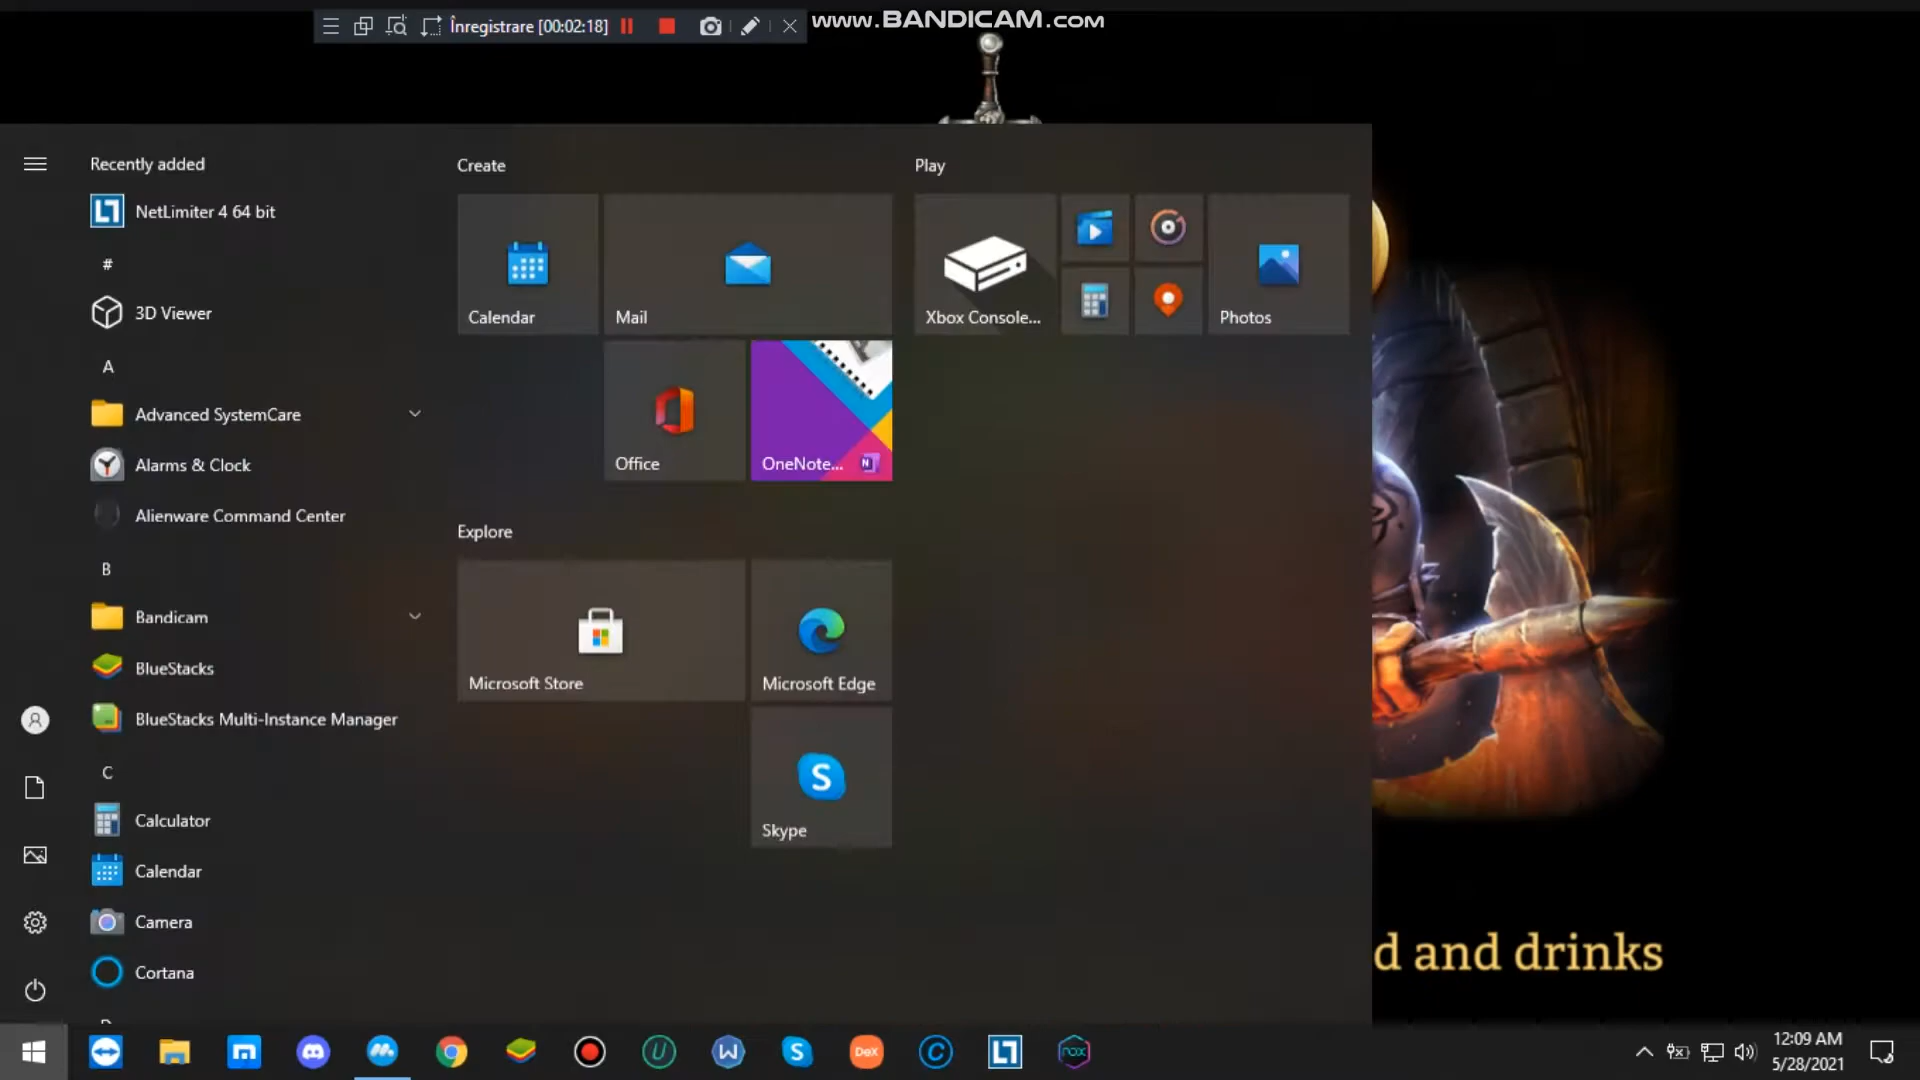 Înregistrare [00:02:18]
www.BANDICAM.com
Recently added
NetLimiter 4 64 bit
#
3D Viewer
A
Advanced SystemCare
Alarms & Clock
Alienware Command Center
B
Bandicam
BlueStacks
BlueStacks Multi-Instance Manager
C
Calculator
Calendar
Camera
Cortana
Create
Calendar
Mail
Office
OneNote...
N
Explore
Microsoft Store
Microsoft Edge
S
Skype
Play
Xbox Console...
Photos
d and drinks
DeX
nox
12:09 AM
5/28/2021